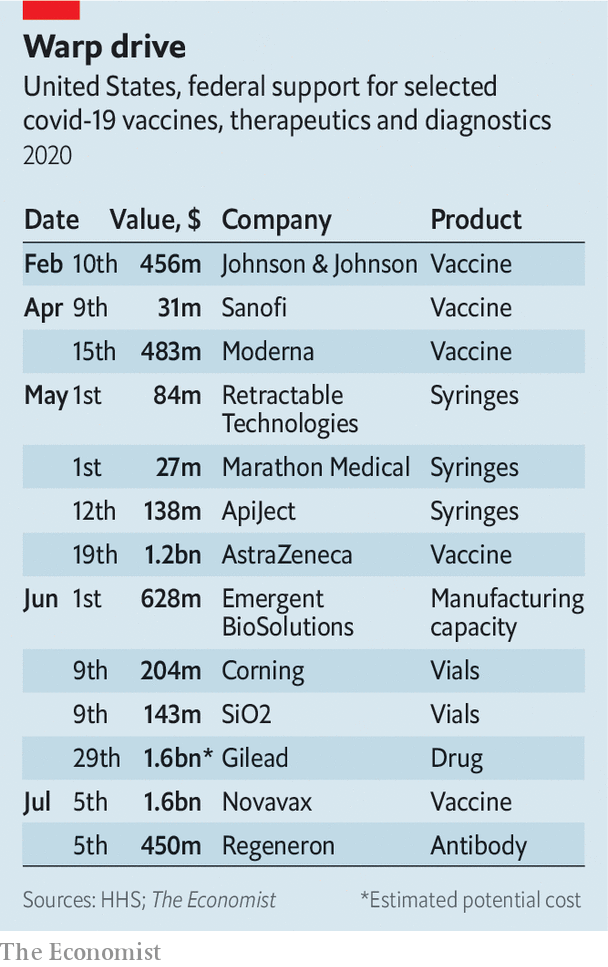 Warp drive
United States, federal support for selected
covid-19 vaccines, therapeutics and diagnostics
2020
Date Value, $ Company Product
Feb 10th 456m Johnson & Johnson Vaccine
Apr 9th 31m Sanofi Vaccine
15th 483m Moderna Vaccine
May 1st 84m Retractable Syringes
Technologies
1st 27m Marathon Medical Syringes
12th 138m ApiJect Syringes
19th 1.2bn AstraZeneca Vaccine
Jun 1st 628m Emergent Manufacturing
BioSolutions capacity
9th 204m Corning Vials
9th 143m SiO2 Vials
29th 1.6bn* Gilead Drug
Jul 5th 1.6bn Novavax Vaccine
5th 450m Regeneron Antibody
Sources: HHS; The Economist *Estimated potential cost
The Economist